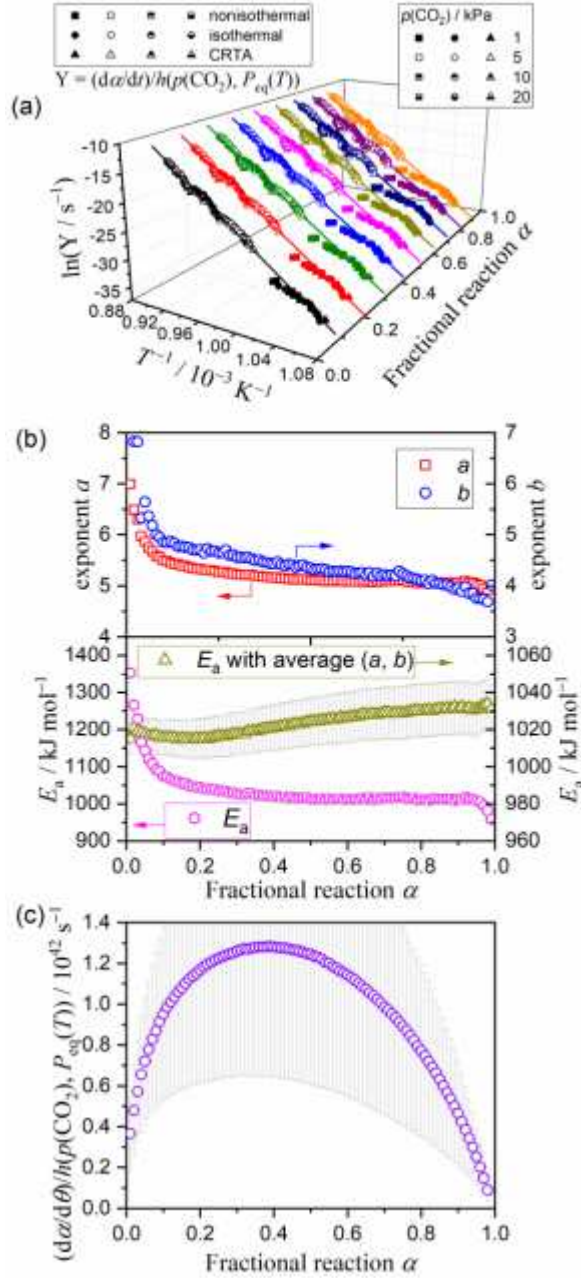 nonisothermal
isothermal
CRTA
p(CO₂) / kPa
1
5
10
20
Y = (dα/dt)/h(p(CO₂), P_eq(T))
(a)
-10
-15
-20
-25
-30
-35
ln(Y / s⁻¹)
0.88
0.92
0.96
1.00
1.04
1.08
T⁻¹ / 10⁻³ K⁻¹
0.0
0.2
0.4
0.6
0.8
1.0
Fractional reaction α
(b)
8
7
6
5
4
exponent a
a
b
7
6
5
4
3
exponent b
1400
1300
1200
1100
1000
900
E_a / kJ mol⁻¹
E_a with average (a, b)
E_a
1060
1040
1020
1000
980
960
E_a / kJ mol⁻¹
0.0 0.2 0.4 0.6 0.8 1.0
Fractional reaction α
(c)
1.4
1.2
1.0
0.8
0.6
0.4
0.2
0.0
(dα/dθ)/h(p(CO₂), P_eq(T)) / 10⁴² s⁻¹
0.0 0.2 0.4 0.6 0.8 1.0
Fractional reaction α